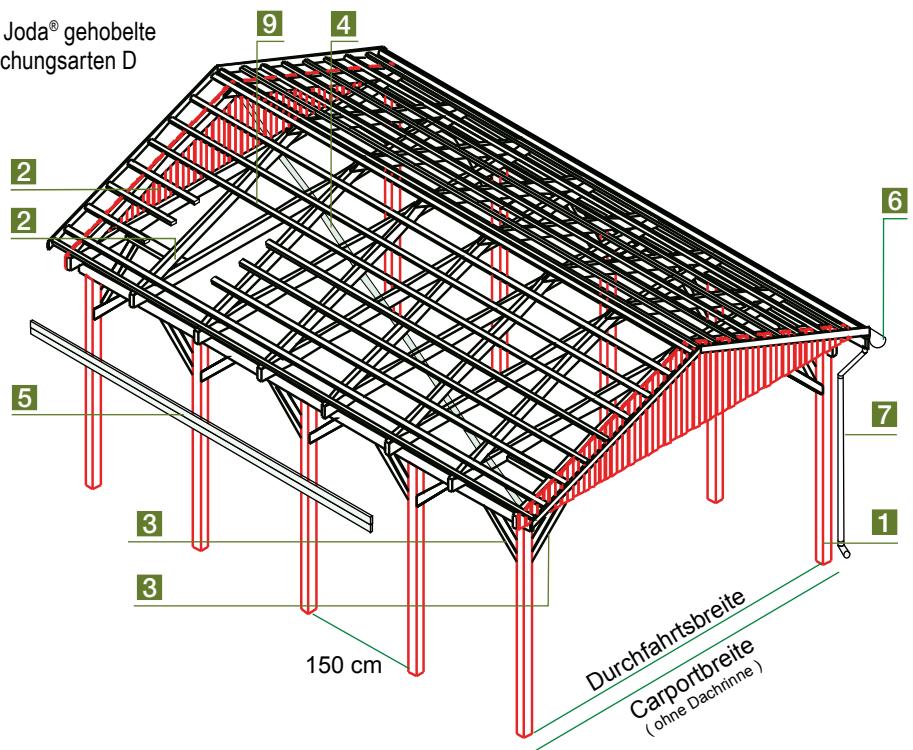 Joda® gehobelte
chungsarten D
9
4
2
2
6
5
7
3
1
3
150 cm
Durchfahrtsbreite
Carportbreite
( ohne Dachrinne )